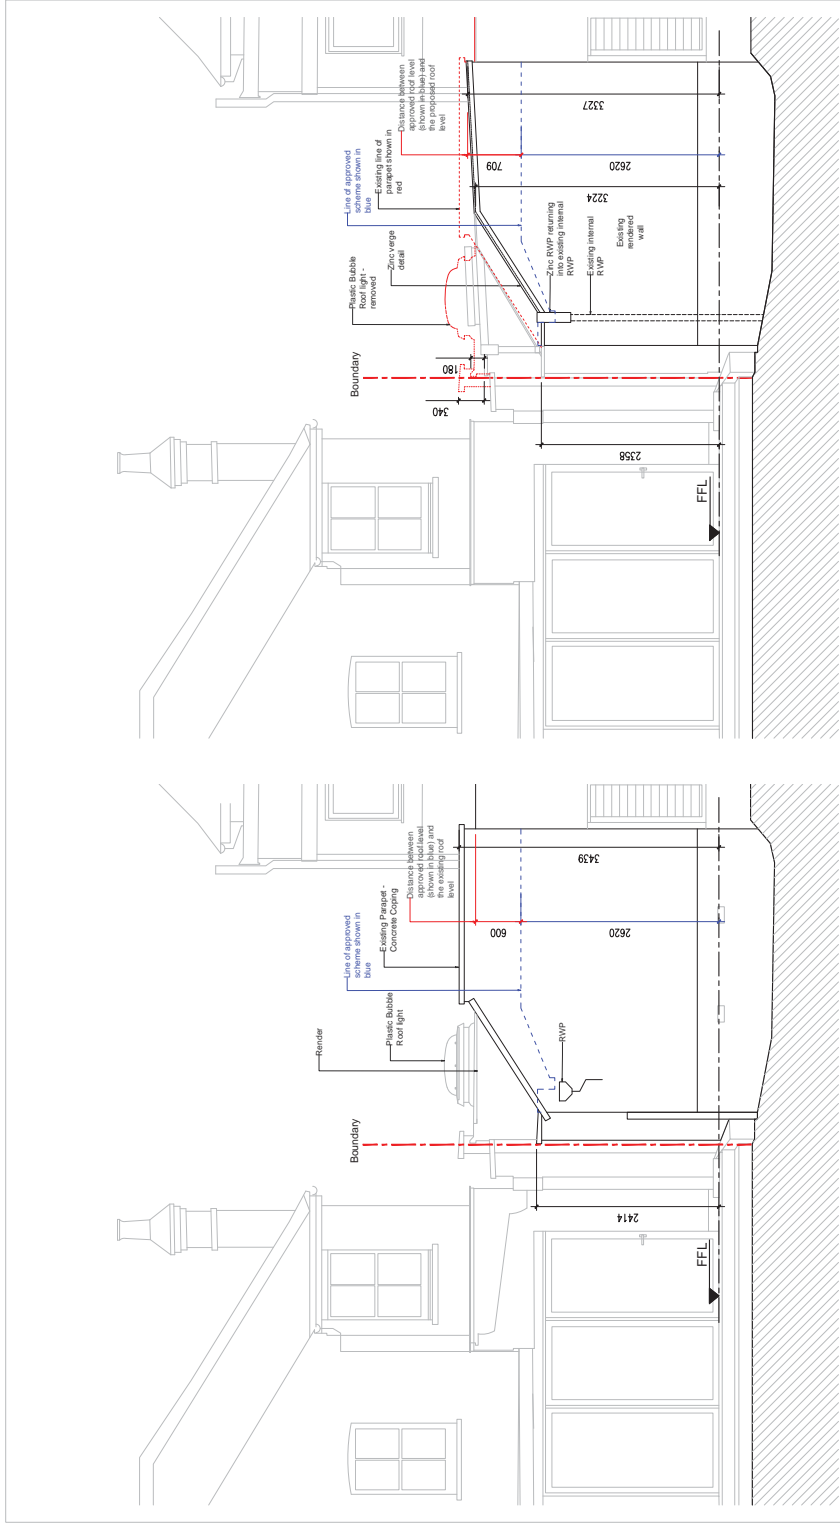 Boundary
Plastic Bubble
Roof light -
removed
Zinc verge
detail
Line of approved
scheme shown in
blue
Existing line of
parapet shown in
red
Distance between
approved roof level
(shown in blue) and
the proposed roof
level
340
180
709
3327
2620
3224
Zinc RWP returning
into existing internal
RWP
Existing internal
RWP
Existing
rendered
wall
2358
FFL
Boundary
Render
Plastic Bubble
Roof light
Line of approved
scheme shown in
blue
Existing Parapet -
Concrete Coping
Distance between
approved roof level
(shown in blue) and
the existing roof
level
3439
600
2620
RWP
2414
FFL